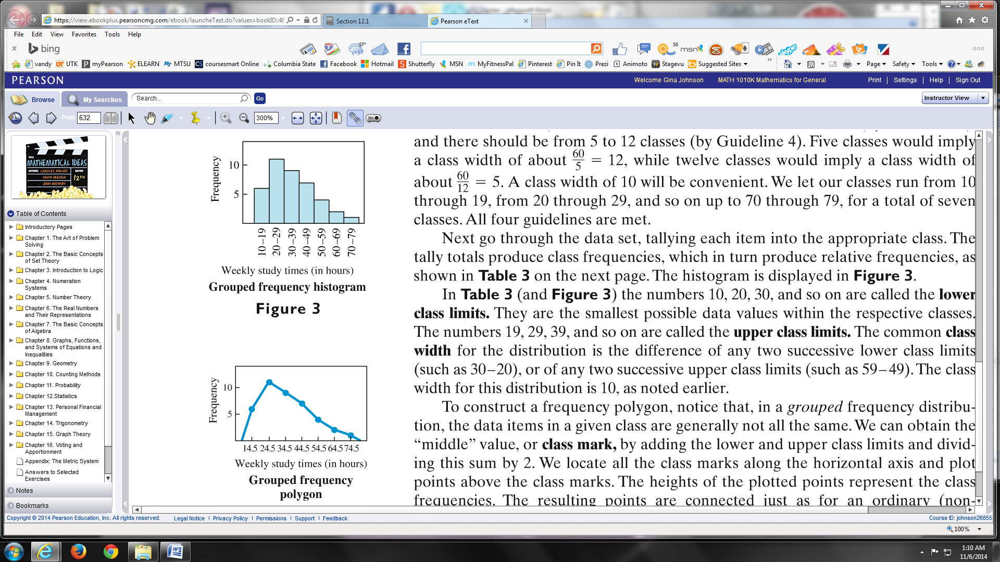 https://view.ebookplus.pearsoncmg.com/ebook/launcheText.do?values=bookID::49
Section 12.1
Pearson eText
File Edit View Favorites Tools Help
bing
57°
50
msn
skype
vandy UTK myPearson ELEARN MTSU coursesmart Online Columbia State Facebook Hotmail Shutterfly MSN MyFitnessPal Pinterest Pin It Prezi Animoto Stagevu Suggested Sites
Page Safety Tools
PEARSON
Welcome Gina Johnson MATH 1010K Mathematics for General Print Settings Help Sign Out
Browse My Searches Search... Go Instructor View
Page 632 300%
TITLE
MATHEMATICAL IDEAS
AUTHORS CHARLES MILLER EDITION
VERN HEEREN 12TH
JOHN HORNSBY
Table of Contents
Introductory Pages
Chapter 1. The Art of Problem
Solving
Chapter 2. The Basic Concepts
of Set Theory
Chapter 3. Introduction to Logic
Chapter 4. Numeration
Systems
Chapter 5. Number Theory
Chapter 6. The Real Numbers
and Their Representations
Chapter 7. The Basic Concepts
of Algebra
Chapter 8. Graphs, Functions,
and Systems of Equations and
Inequalities
Chapter 9. Geometry
Chapter 10. Counting Methods
Chapter 11. Probability
Chapter 12.Statistics
Chapter 13. Personal Financial
Management
Chapter 14. Trigonometry
Chapter 15. Graph Theory
Chapter 16. Voting and
Apportionment
Appendix: The Metric System
Answers to Selected
Exercises
Notes
Bookmarks
Frequency
10
5
10–19 20–29 30–39 40–49 50–59 60–69 70–79
Weekly study times (in hours)
Grouped frequency histogram
Figure 3
Frequency
10
5
14.5 24.5 34.5 44.5 54.5 64.5 74.5
Weekly study times (in hours)
Grouped frequency
polygon
and there should be from 5 to 12 classes (by Guideline 4). Five classes would imply
a class width of about 60/5 = 12, while twelve classes would imply a class width of
about 60/12 = 5. A class width of 10 will be convenient. We let our classes run from 10
through 19, from 20 through 29, and so on up to 70 through 79, for a total of seven
classes. All four guidelines are met.
Next go through the data set, tallying each item into the appropriate class. The
tally totals produce class frequencies, which in turn produce relative frequencies, as
shown in Table 3 on the next page. The histogram is displayed in Figure 3.
In Table 3 (and Figure 3) the numbers 10, 20, 30, and so on are called the lower
class limits. They are the smallest possible data values within the respective classes.
The numbers 19, 29, 39, and so on are called the upper class limits. The common class
width for the distribution is the difference of any two successive lower class limits
(such as 30–20), or of any two successive upper class limits (such as 59–49). The class
width for this distribution is 10, as noted earlier.
To construct a frequency polygon, notice that, in a grouped frequency distribu-
tion, the data items in a given class are generally not all the same. We can obtain the
“middle” value, or class mark, by adding the lower and upper class limits and divid-
ing this sum by 2. We locate all the class marks along the horizontal axis and plot
points above the class marks. The heights of the plotted points represent the class
frequencies. The resulting points are connected just as for an ordinary (non-
Copyright © 2014 Pearson Education, Inc. All rights reserved. Legal Notice | Privacy Policy | Permissions | Support | Feedback Course ID: johnson26855
100%
1:10 AM
11/6/2014